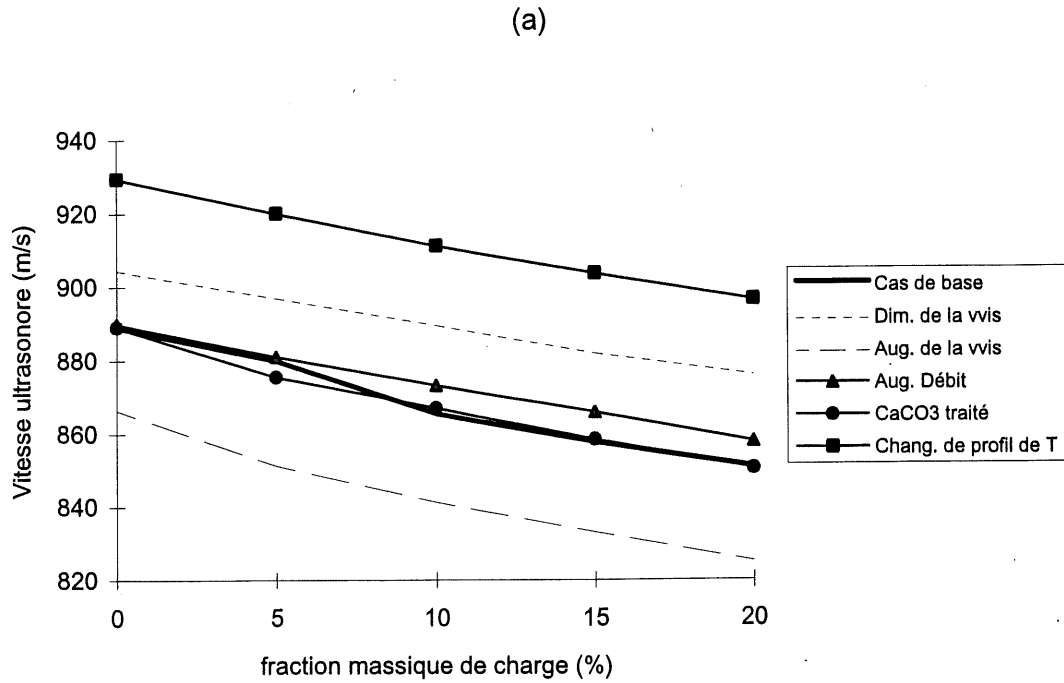 (a)
Vitesse ultrasonore (m/s)
940
920
900
880
860
840
820
0 5 10 15 20
fraction massique de charge (%)
Cas de base
Dim. de la vvis
Aug. de la vvis
Aug. Débit
CaCO3 traité
Chang. de profil de T